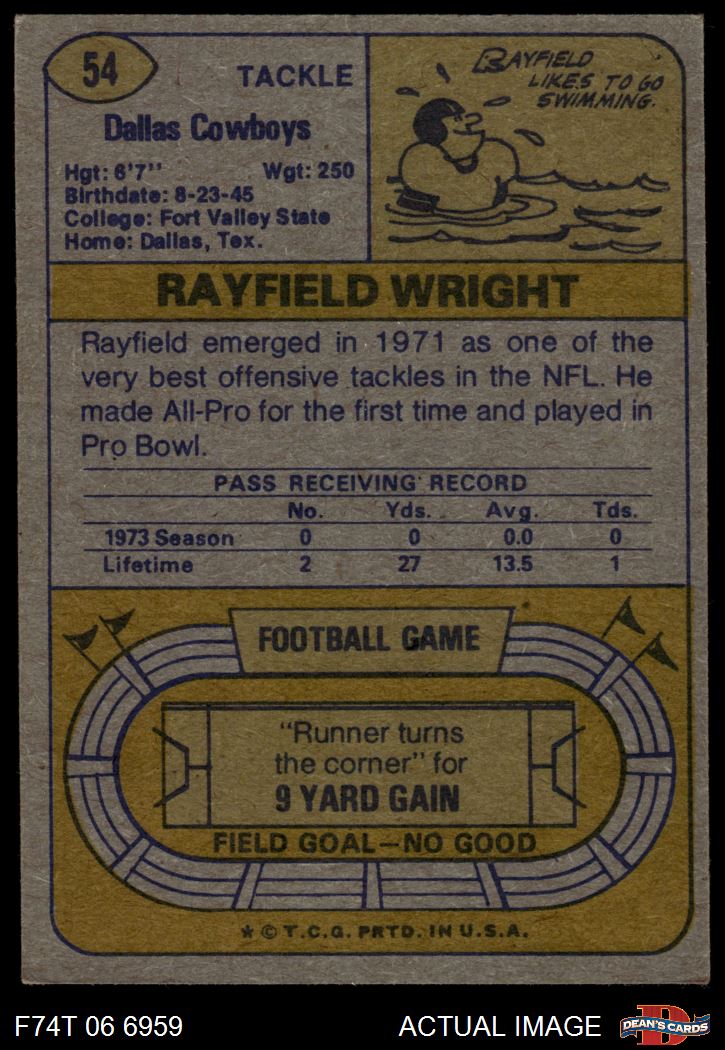 54
TACKLE
Dallas Cowboys
Hgt: 6'7" Wgt: 250
Birthdate: 8-23-45
College: Fort Valley State
Home: Dallas, Tex.
RAYFIELD
LIKES TO GO
SWIMMING.
RAYFIELD WRIGHT
Rayfield emerged in 1971 as one of the
very best offensive tackles in the NFL. He
made All-Pro for the first time and played in
Pro Bowl.
PASS RECEIVING RECORD
No. Yds. Avg. Tds.
1973 Season 0 0 0.0 0
Lifetime 2 27 13.5 1
FOOTBALL GAME
"Runner turns
the corner" for
9 YARD GAIN
FIELD GOAL—NO GOOD
* © T.C.G. PRTD. IN U.S.A.
F74T 06 6959 ACTUAL IMAGE
D
DEAN'S CARDS